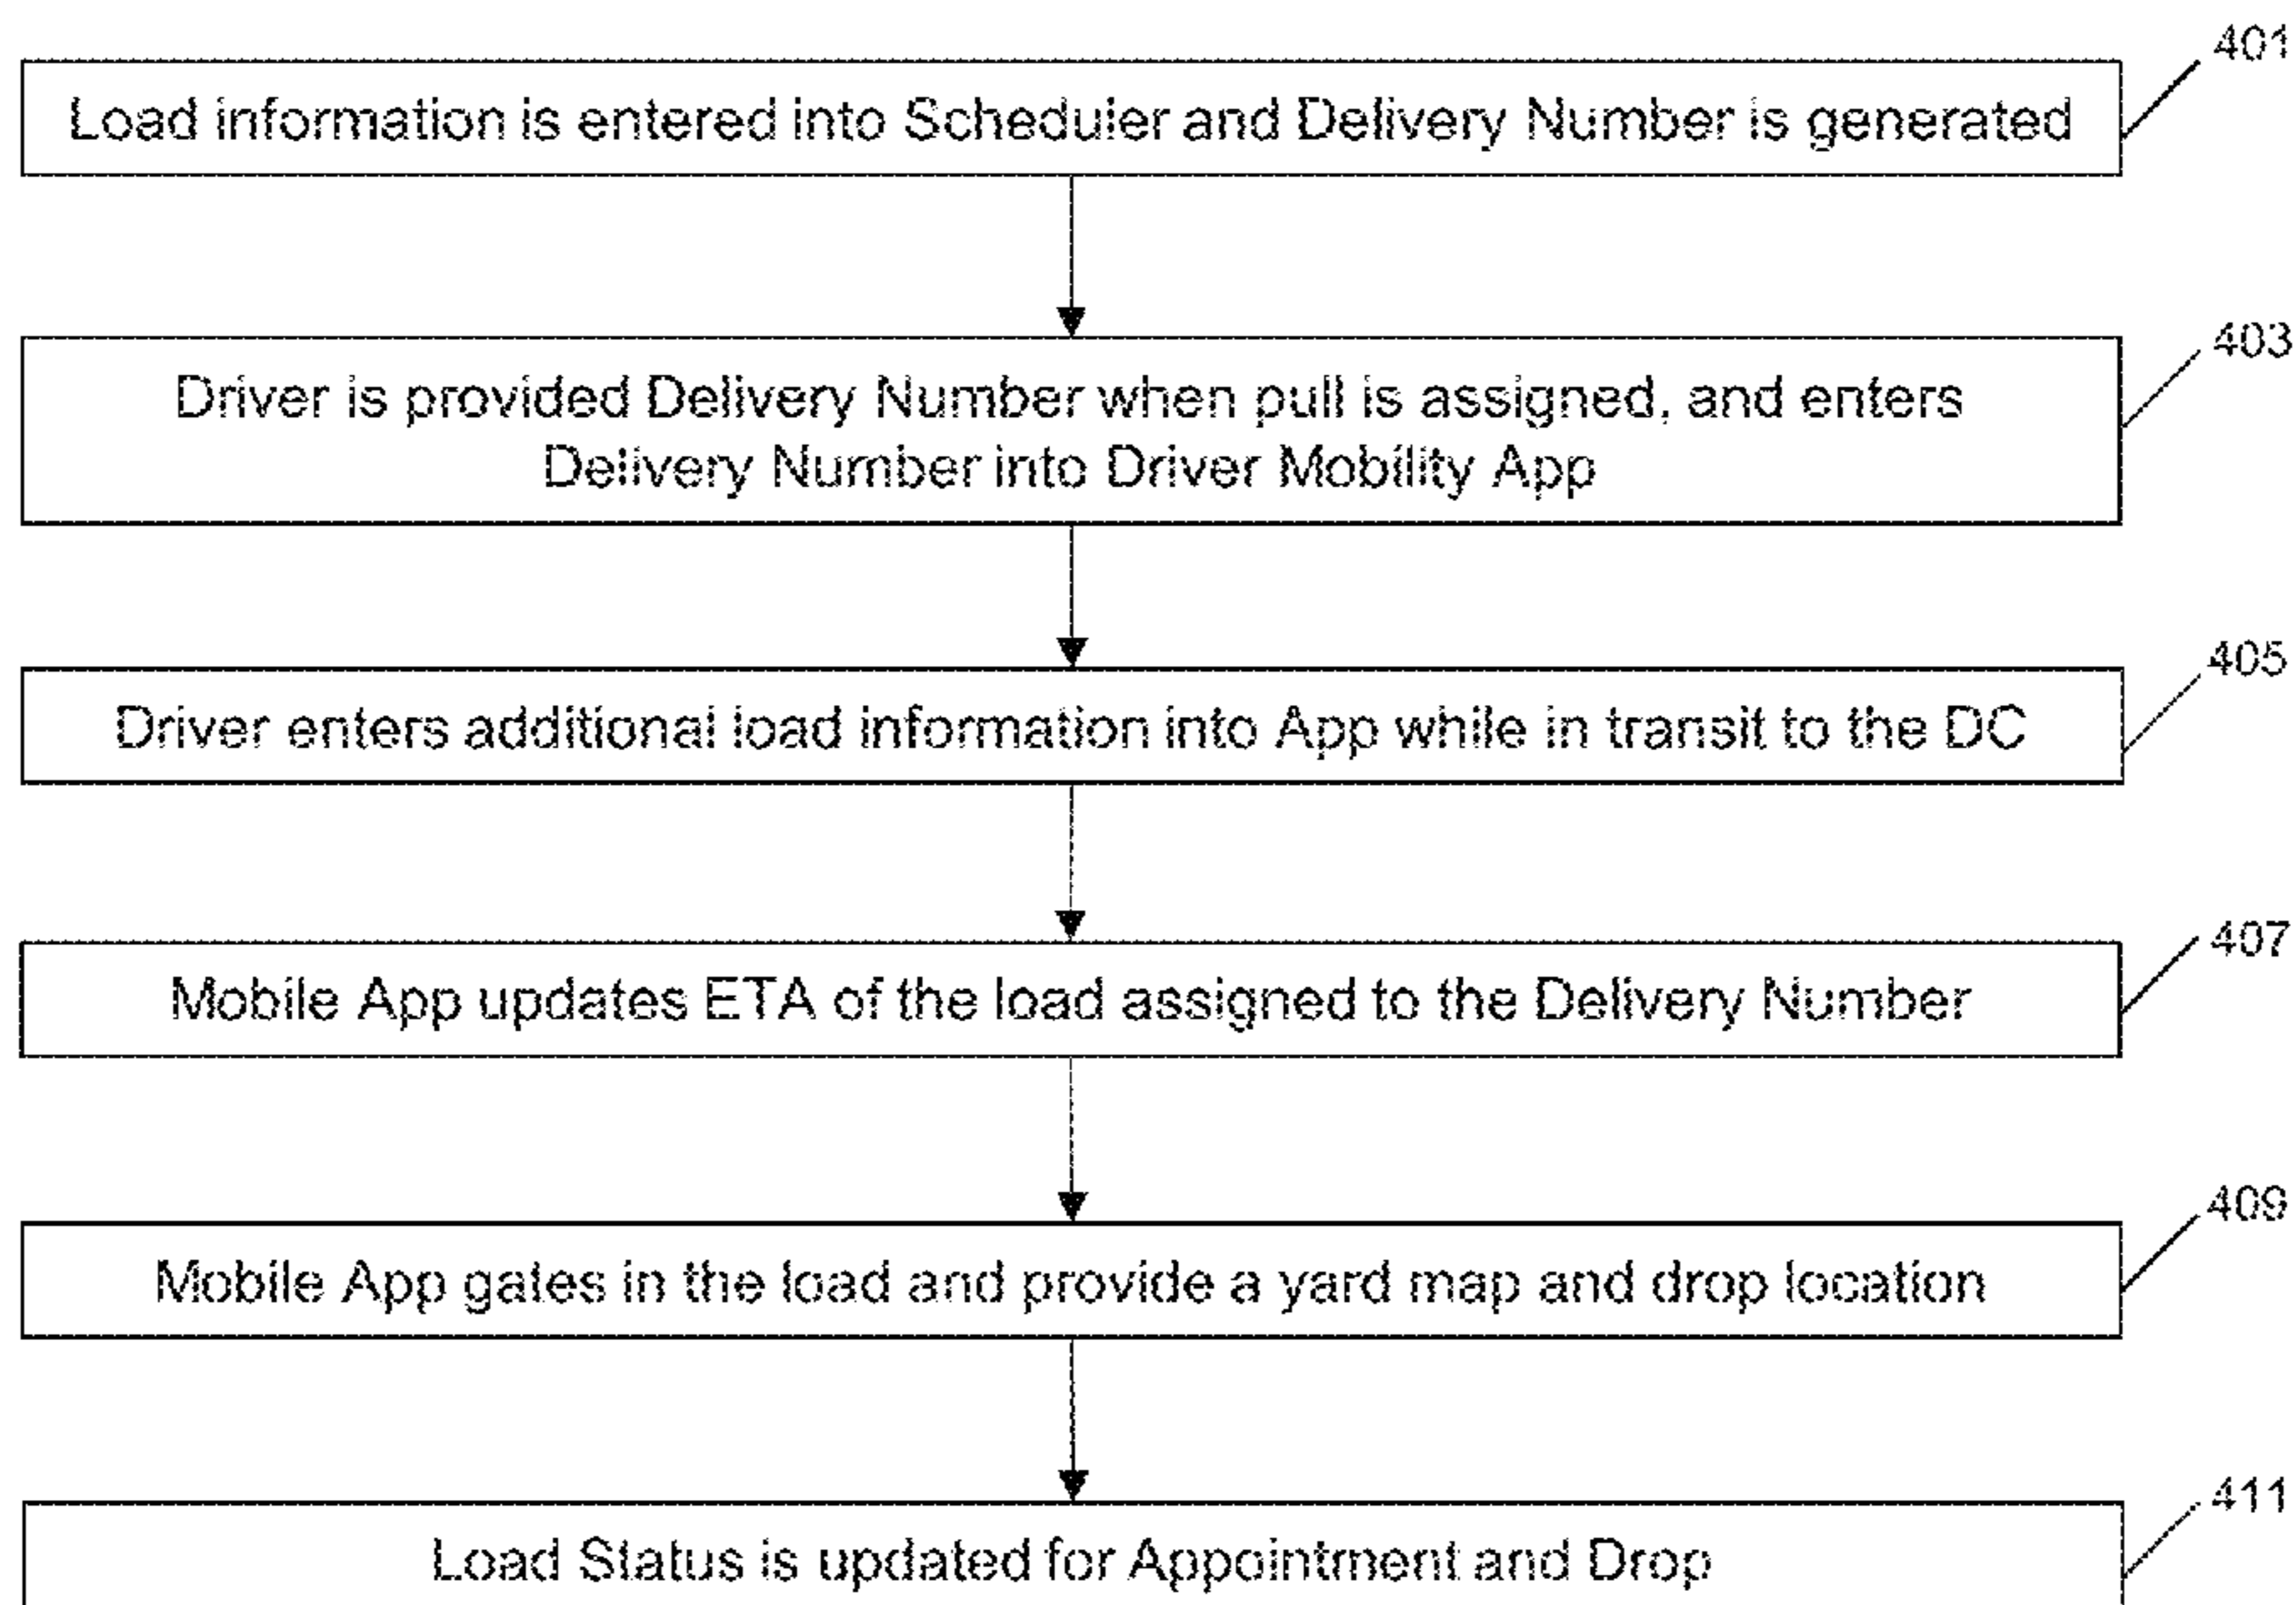 401
Load information is entered into Scheduler and Delivery Number is generated
403
Driver is provided Delivery Number when pull is assigned, and enters
Delivery Number into Driver Mobility App
405
Driver enters additional load information into App while in transit to the DC
407
Mobile App updates ETA of the load assigned to the Delivery Number
409
Mobile App gates in the load and provide a yard map and drop location
411
Load Status is updated for Appointment and Drop